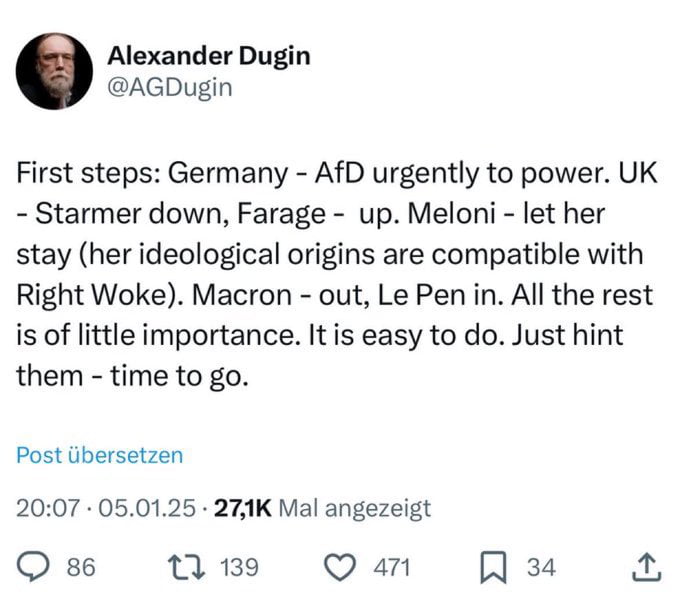 Alexander Dugin
@AGDugin
First steps: Germany - AfD urgently to power. UK
- Starmer down, Farage -  up. Meloni - let her
stay (her ideological origins are compatible with
Right Woke). Macron - out, Le Pen in. All the rest
is of little importance. It is easy to do. Just hint
them - time to go.
Post übersetzen
20:07 · 05.01.25 · 27,1K Mal angezeigt
86 139 471 34